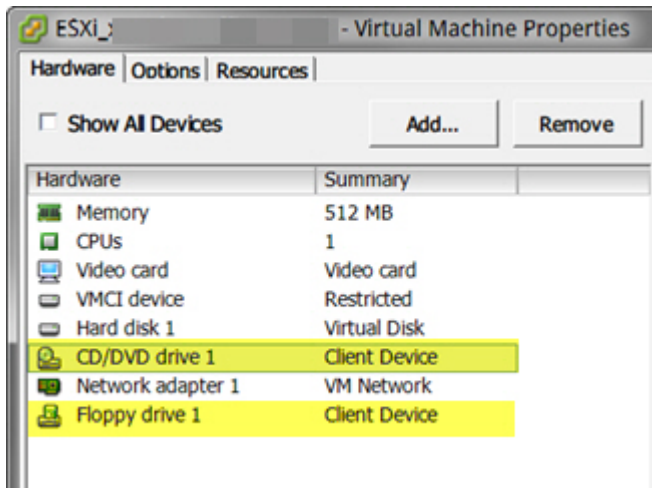 ESXi_ - Virtual Machine Properties
Hardware Options Resources
Show All Devices Add... Remove
Hardware Summary
Memory 512 MB
CPUs 1
Video card Video card
VMCI device Restricted
Hard disk 1 Virtual Disk
CD/DVD drive 1 Client Device
Network adapter 1 VM Network
Floppy drive 1 Client Device